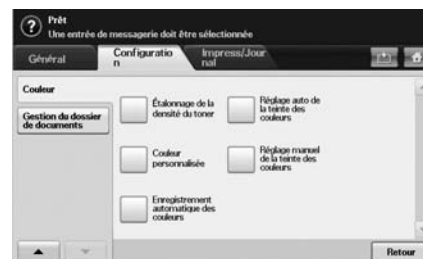 Prêt
Une entrée de messagerie doit être sélectionnée
Général
Configuratio
n
Impress/Jour
nal
Couleur
Gestion du dossier
de documents
Étalonnage de la
densité du toner
Réglage auto de
la teinte des
couleurs
Couleur
personnalisée
Réglage manuel
de la teinte des
couleurs
Enregistrement
automatique des
couleurs
Retour